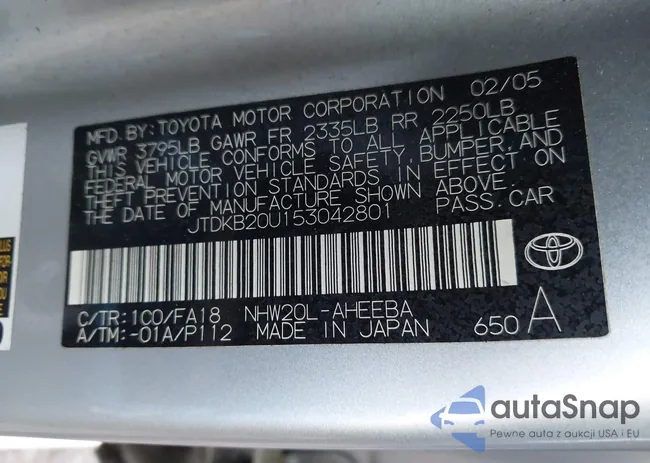 MFD.BY:TOYOTA MOTOR CORPORATION 02/05
GVWR 3795LB GAWR FR 2335LB RR 2250LB
THIS VEHICLE CONFORMS TO ALL APPLICABLE
FEDERAL MOTOR VEHICLE SAFETY,BUMPER,AND
THEFT PREVENTION STANDARDS IN EFFECT ON
THE DATE OF MANUFACTURE SHOWN ABOVE.
JTDKB20U153042801 PASS.CAR
C/TR:1C0/FA18 NHW20L-AHEEBA
A/TM:-01A/P112 MADE IN JAPAN 650 A
autaSnap
Pewne auta z aukcji USA i EU